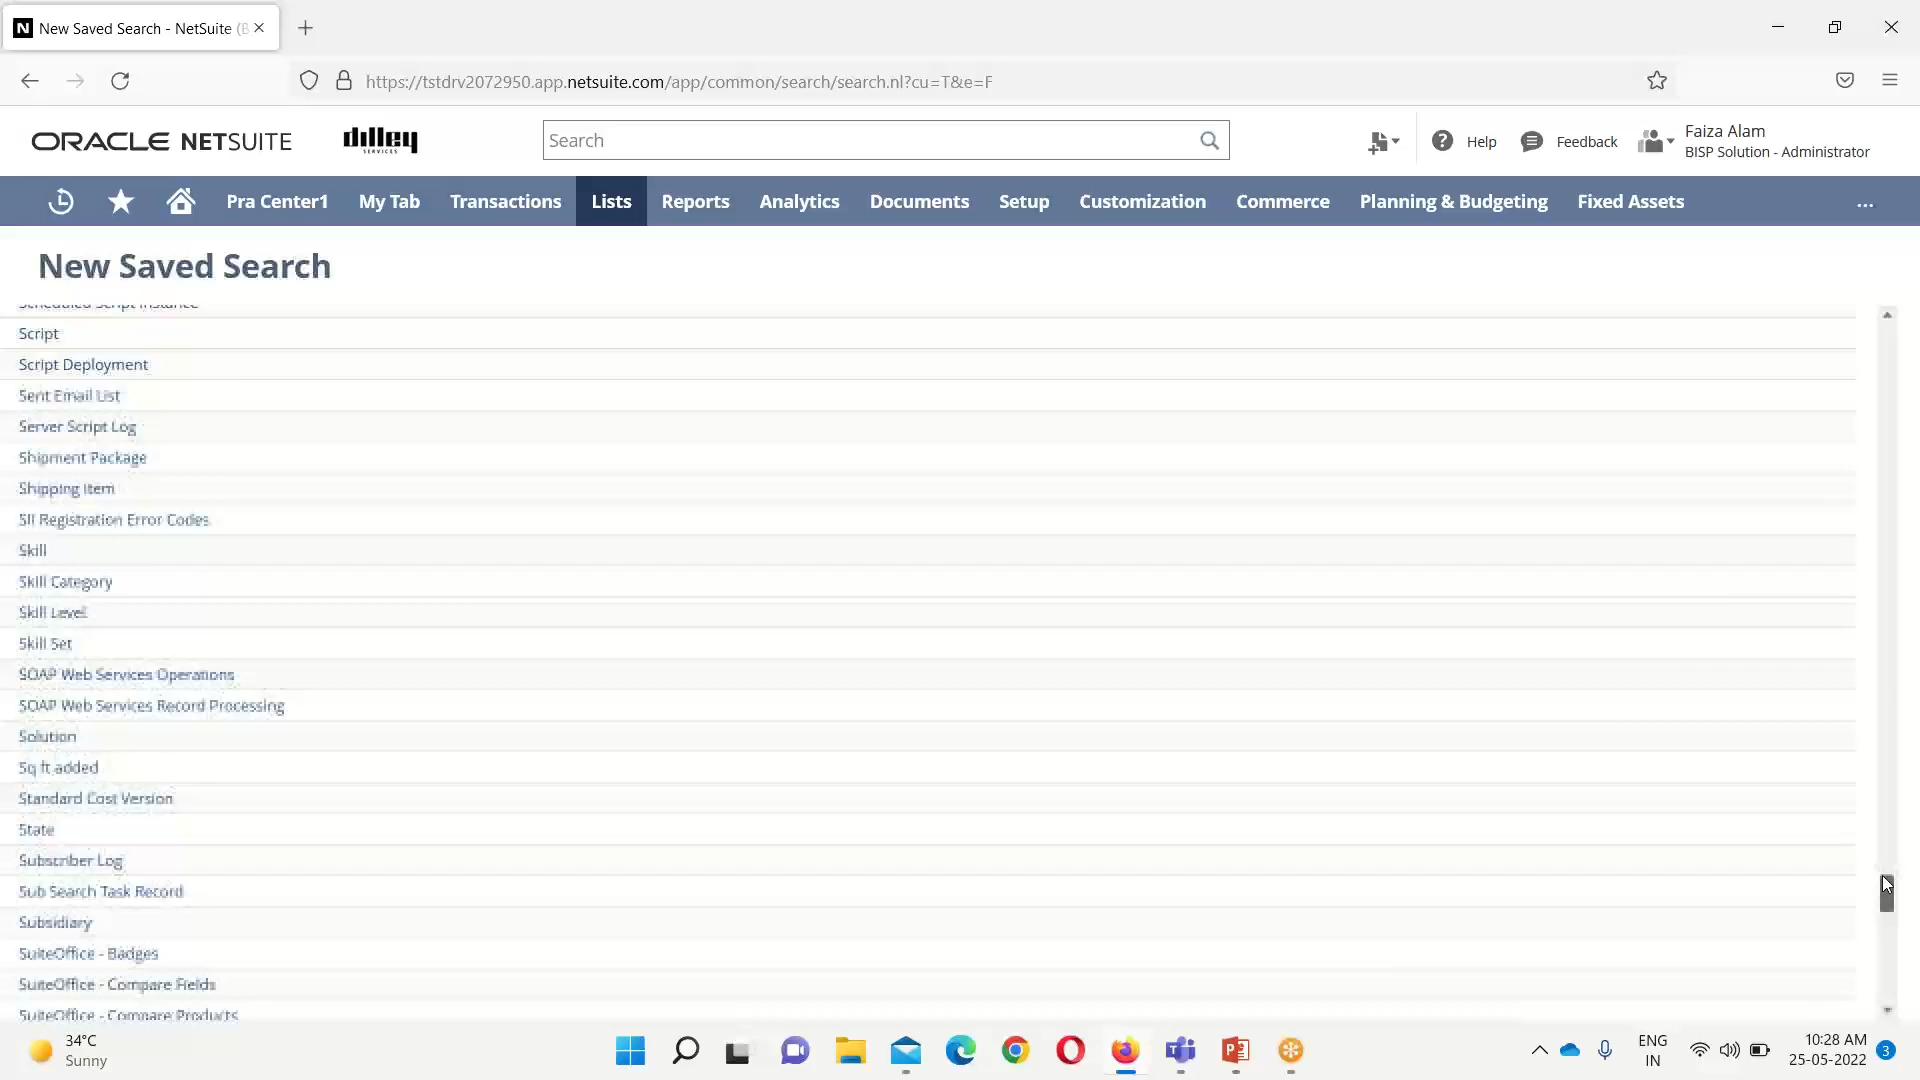 New Saved Search - NetSuite (B
https://tstdrv2072950.app.netsuite.com/app/common/search/search.nl?cu=T&e=F
ORACLE NETSUITE
dilley
SERVICES
Search
Help
Feedback
Faiza Alam
BISP Solution - Administrator
Pra Center1
My Tab
Transactions
Lists
Reports
Analytics
Documents
Setup
Customization
Commerce
Planning & Budgeting
Fixed Assets
...
New Saved Search
Scheduled Script Instance
Script
Script Deployment
Sent Email List
Server Script Log
Shipment Package
Shipping Item
SII Registration Error Codes
Skill
Skill Category
Skill Level
Skill Set
SOAP Web Services Operations
SOAP Web Services Record Processing
Solution
Sq ft added
Standard Cost Version
State
Subscriber Log
Sub Search Task Record
Subsidiary
SuiteOffice - Badges
SuiteOffice - Compare Fields
SuiteOffice - Compare Products
34°C
Sunny
ENG
IN
10:28 AM
25-05-2022
3